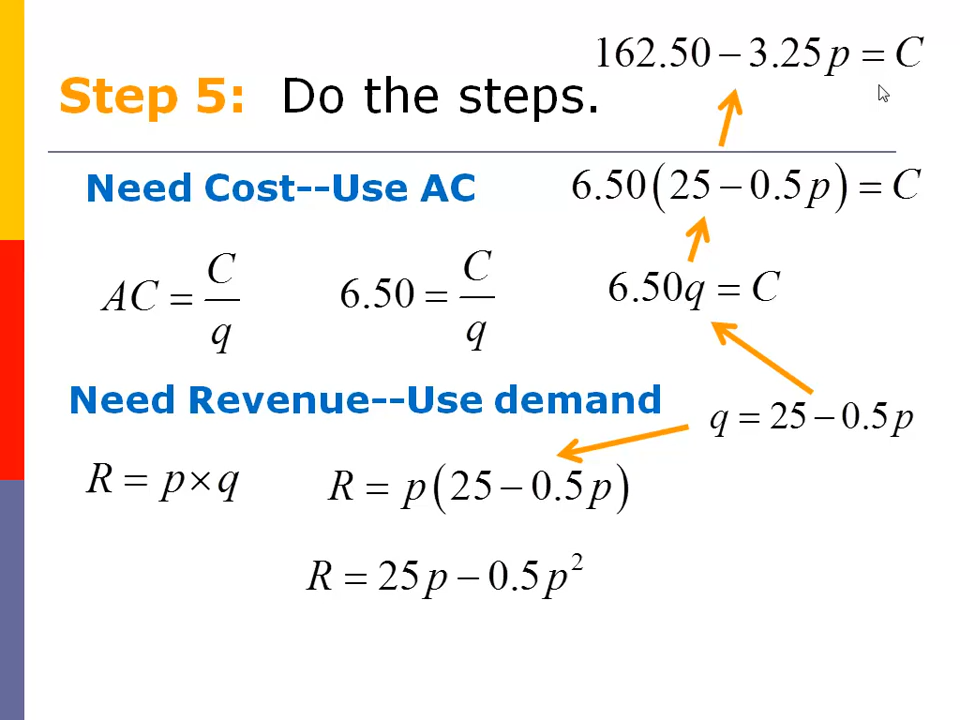 162.50 − 3.25p = C
Step 5: Do the steps.
Need Cost--Use AC
6.50(25 − 0.5p) = C
AC = C/q
6.50 = C/q
6.50q = C
Need Revenue--Use demand
q = 25 − 0.5p
R = p × q
R = p(25 − 0.5p)
R = 25p − 0.5p²